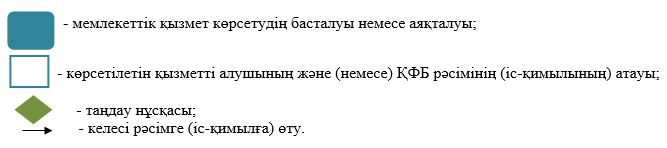 - мемлекеттік қызмет көрсетудің басталуы немесе аяқталуы;
- көрсетілетін қызметті алушының және (немесе) ҚФБ рәсімінің (іс-қимылының) атауы;
- таңдау нұсқасы;
- келесі рәсімге (іс-қимылға) өту.